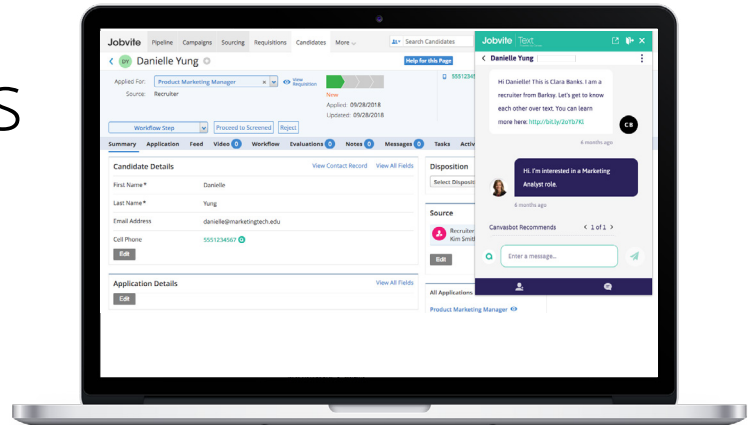 s
Jobvite Pipeline Campaigns Sourcing Requisitions Candidates More Search Candidates
DY Danielle Yung Help for this Page
Applied For: Product Marketing Manager × View Requisition
Source: Recruiter
New
Applied: 09/28/2018
Updated: 09/28/2018
Workflow Step Proceed to Screened Reject
Summary Application Feed Video 0 Workflow Evaluations 0 Notes 0 Messages 0 Tasks
Candidate Details View Contact Record View All Fields
First Name* Danielle
Last Name* Yung
Email Address danielle@marketingtech.edu
Cell Phone 5551234567
Edit
Application Details View All Fields
Edit
Disposition
Source
Recruiter
Edit
All Applications
Product Marketing Manager
Jobvite Text
Danielle Yung
Hi Danielle! This is Clara Banks. I am a
recruiter from Barksy. Let's get to know
each other over text. You can learn
more here: http://bit.ly/2oYb7KI
CB
6 months ago
Hi. I'm interested in a Marketing
Analyst role.
6 months ago
Canvasbot Recommends < 1 of 1 >
Enter a message...